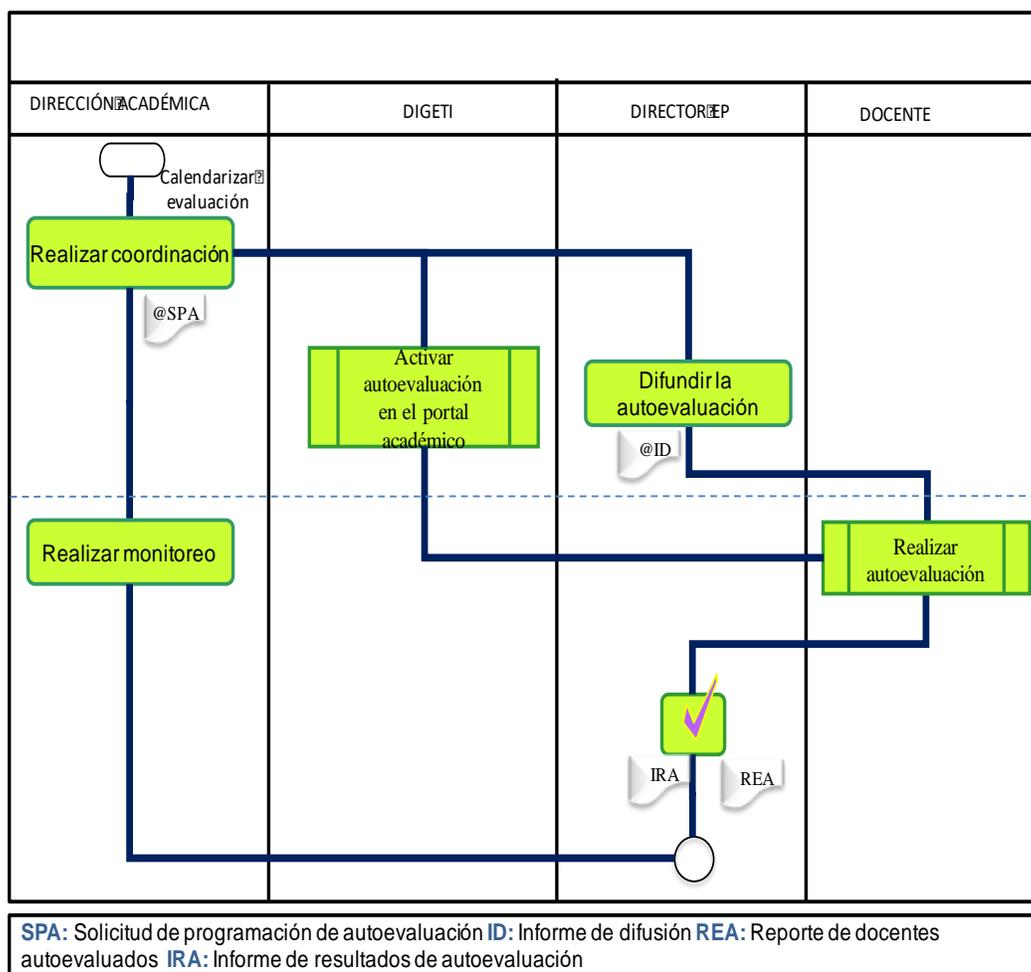 DIRECCIÓN ACADÉMICA
DIGETI
DIRECTOR EP
DOCENTE
Calendarizar
evaluación
Realizar coordinación
@SPA
Activar
autoevaluación
en el portal
académico
Difundir la
autoevaluación
@ID
Realizar monitoreo
Realizar
autoevaluación
IRA
REA
SPA: Solicitud de programación de autoevaluación ID: Informe de difusión REA: Reporte de docentes
autoevaluados IRA: Informe de resultados de autoevaluación